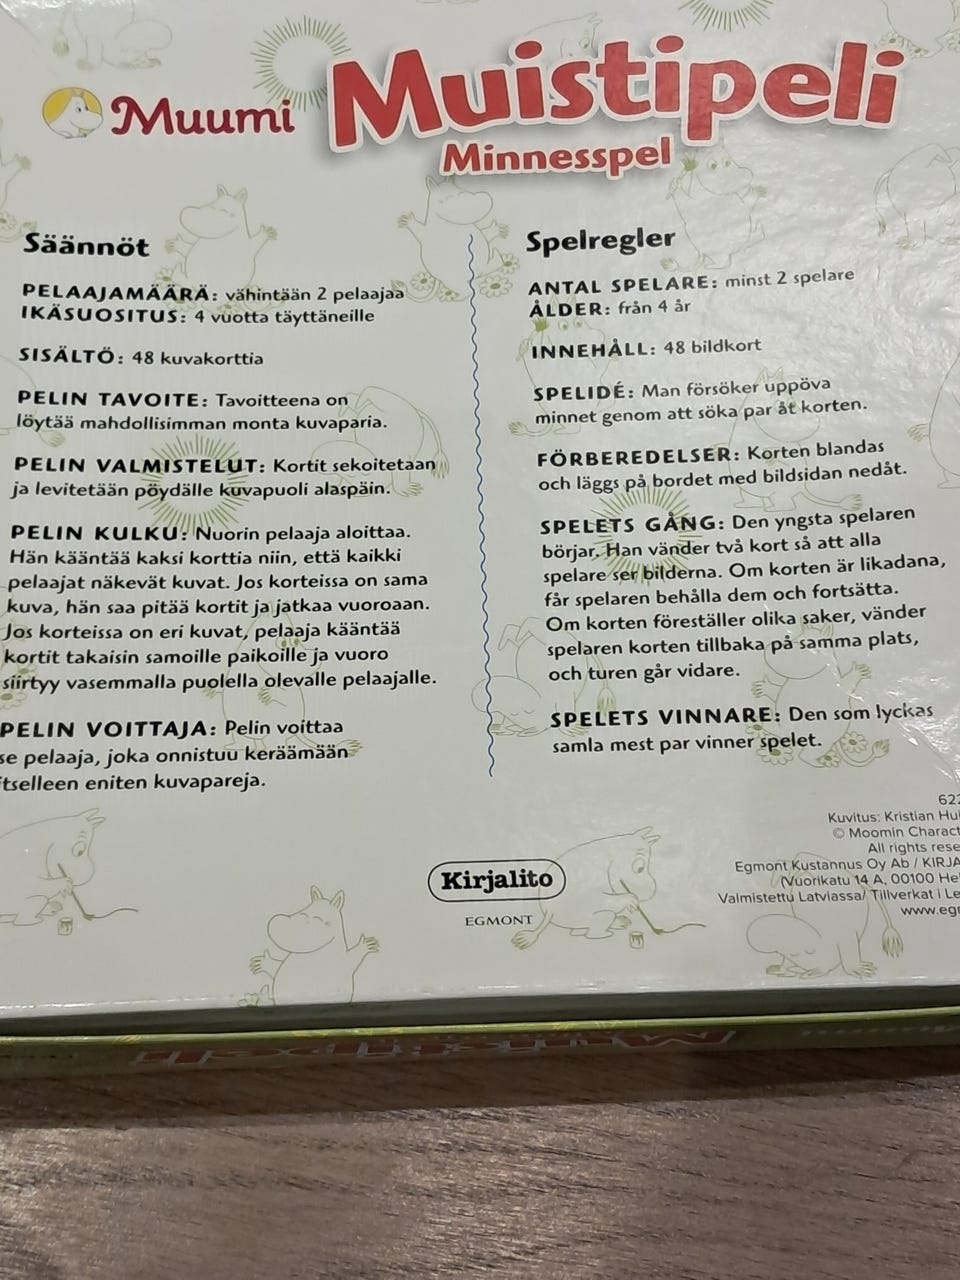 Muumi
Muistipeli
Minnesspel
Säännöt
PELAAJAMÄÄRÄ: vähintään 2 pelaajaa
IKÄSUOSITUS: 4 vuotta täyttäneille
SISÄLTÖ: 48 kuvakorttia
PELIN TAVOITE: Tavoitteena on
löytää mahdollisimman monta kuvaparia.
PELIN VALMISTELUT: Kortit sekoitetaan
ja levitetään pöydälle kuvapuoli alaspäin.
PELIN KULKU: Nuorin pelaaja aloittaa.
Hän kääntää kaksi korttia niin, että kaikki
pelaajat näkevät kuvat. Jos korteissa on sama
kuva, hän saa pitää kortit ja jatkaa vuoroaan.
Jos korteissa on eri kuvat, pelaaja kääntää
kortit takaisin samoille paikoille ja vuoro
siirtyy vasemmalla puolella olevalle pelaajalle.
PELIN VOITTAJA: Pelin voittaa
se pelaaja, joka onnistuu keräämään
itselleen eniten kuvapareja.
Spelregler
ANTAL SPELARE: minst 2 spelare
ÅLDER: från 4 år
INNEHÅLL: 48 bildkort
SPELIDÉ: Man försöker uppöva
minnet genom att söka par åt korten.
FÖRBEREDELSER: Korten blandas
och läggs på bordet med bildsidan nedåt.
SPELETS GÅNG: Den yngsta spelaren
börjar. Han vänder två kort så att alla
spelare ser bilderna. Om korten är likadana,
får spelaren behålla dem och fortsätta.
Om korten föreställer olika saker, vänder
spelaren korten tillbaka på samma plats,
och turen går vidare.
SPELETS VINNARE: Den som lyckas
samla mest par vinner spelet.
622
Kuvitus: Kristian Hu
© Moomin Charact
All rights rese
Egmont Kustannus Oy Ab / KIRJA
Vuorikatu 14 A, 00100 He
Valmistettu Latviassa/ Tillverkat i Le
www.egr
Kirjalito
EGMONT
Muistipeli